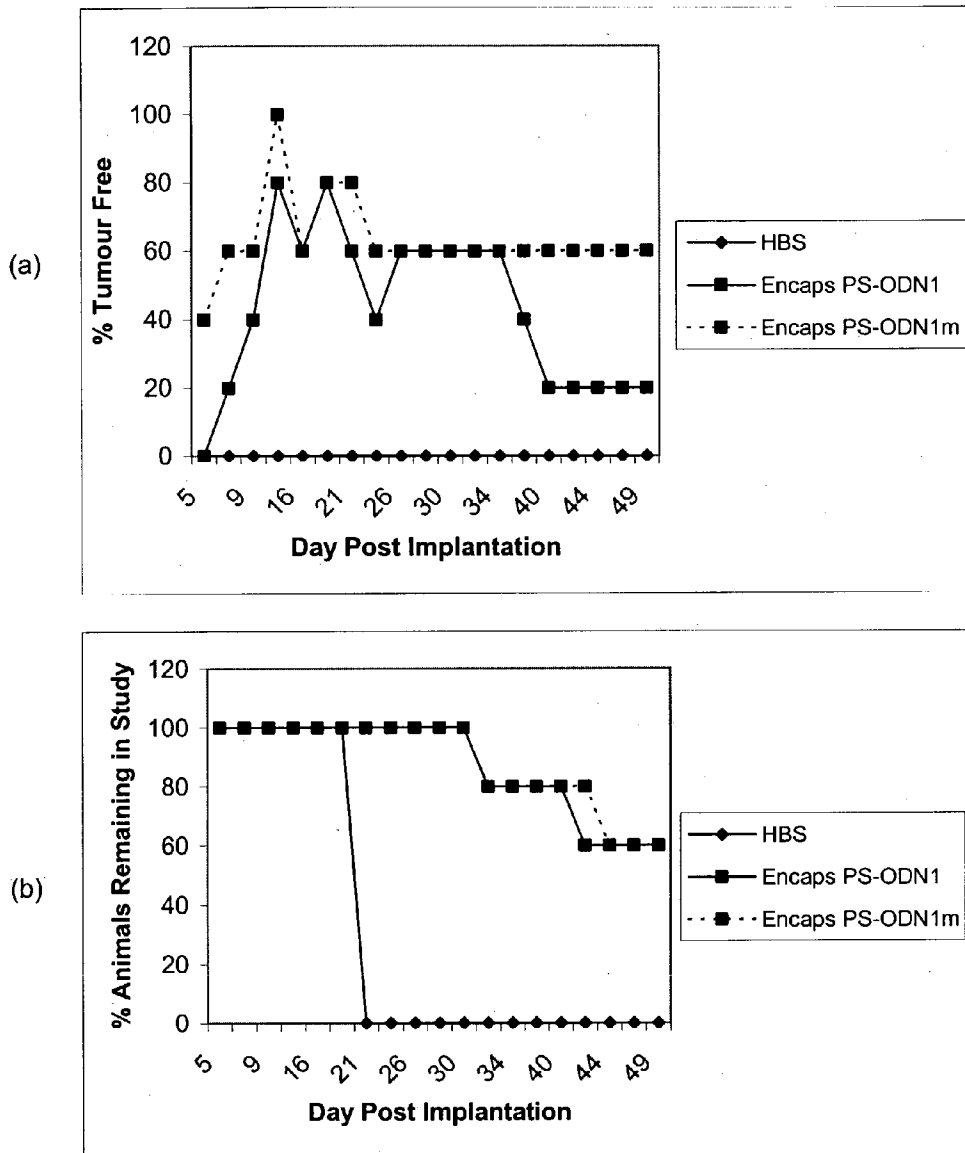 (a)
% Tumour Free
120
100
80
60
40
20
0
5
9
16
21
26
30
34
40
44
49
Day Post Implantation
HBS
Encaps PS-ODN1
Encaps PS-ODN1m
(b)
% Animals Remaining in Study
120
100
80
60
40
20
0
5
9
16
21
26
30
34
40
44
49
Day Post Implantation
HBS
Encaps PS-ODN1
Encaps PS-ODN1m